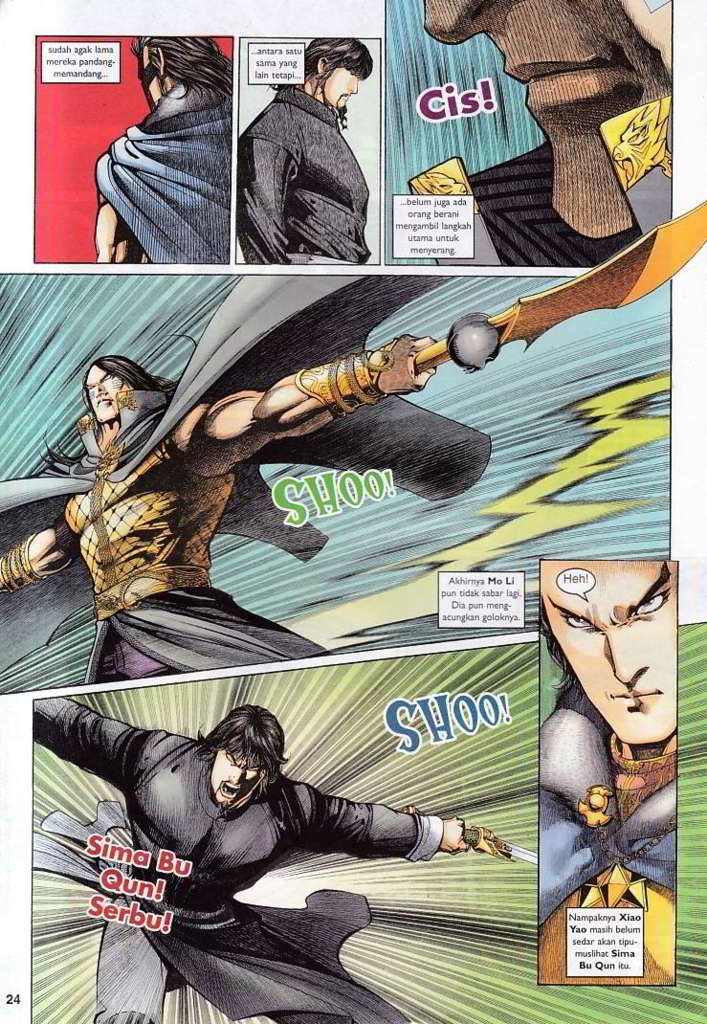 sudah agak lama
mereka pandang-
memandang...
...antara satu
sama yang
lain tetapi...
Cis!
...belum juga ada
orang berani
mengambil langkah
utama untuk
menyerang.
SHOO!
Akhirnya Mo Li
pun tidak sabar lagi.
Dia pun meng-
acungkan goloknya.
Heh!
SHOO!
Sima Bu
Qun!
Serbu!
Nampaknya Xiao
Yao masih belum
sedar akan tipu-
muslihat Sima
Bu Qun itu.
24